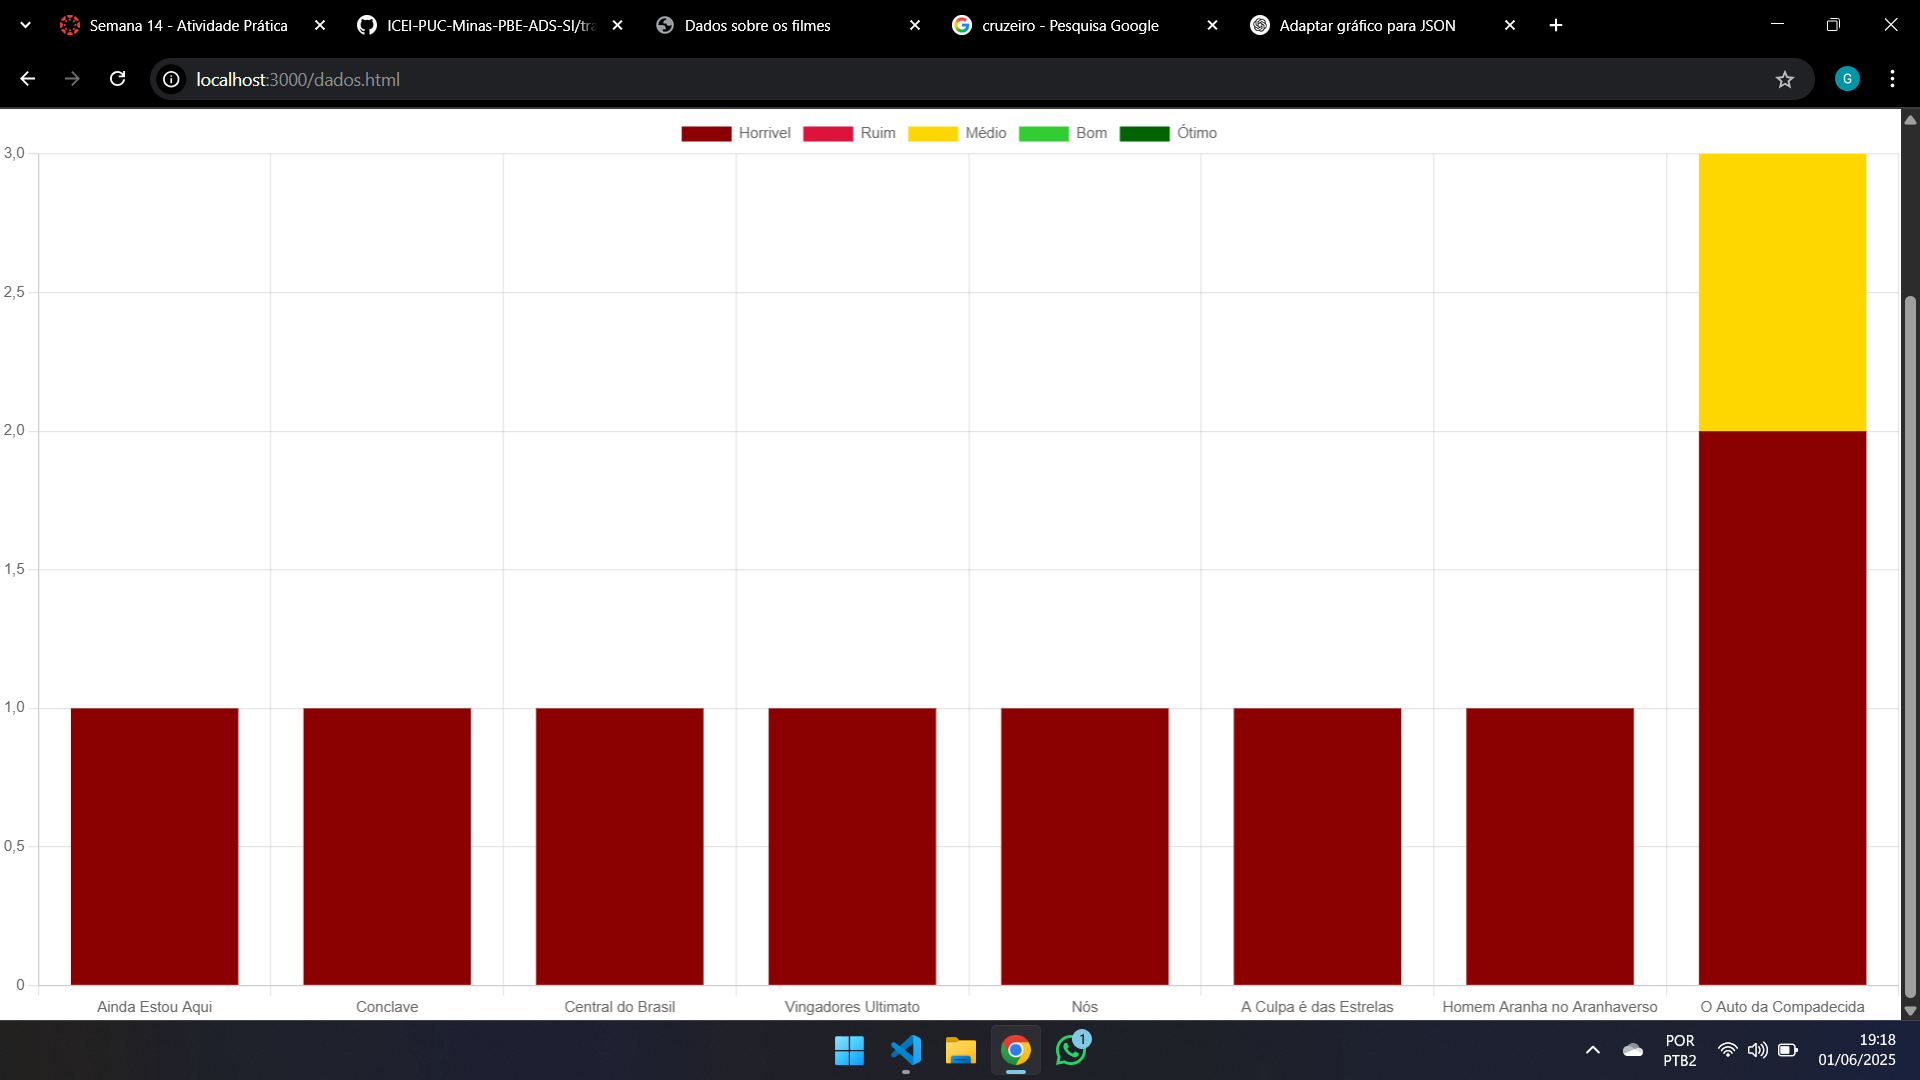 Semana 14 - Atividade Prática
ICEI-PUC-Minas-PBE-ADS-SI/tra
Dados sobre os filmes
cruzeiro - Pesquisa Google
Adaptar gráfico para JSON
localhost:3000/dados.html
G
Horrivel Ruim Médio Bom Ótimo
3,0
2,5
2,0
1,5
1,0
0,5
0
Ainda Estou Aqui Conclave Central do Brasil Vingadores Ultimato Nós A Culpa é das Estrelas Homem Aranha no Aranhaverso O Auto da Compadecida
1
POR
PTB2
19:18
01/06/2025